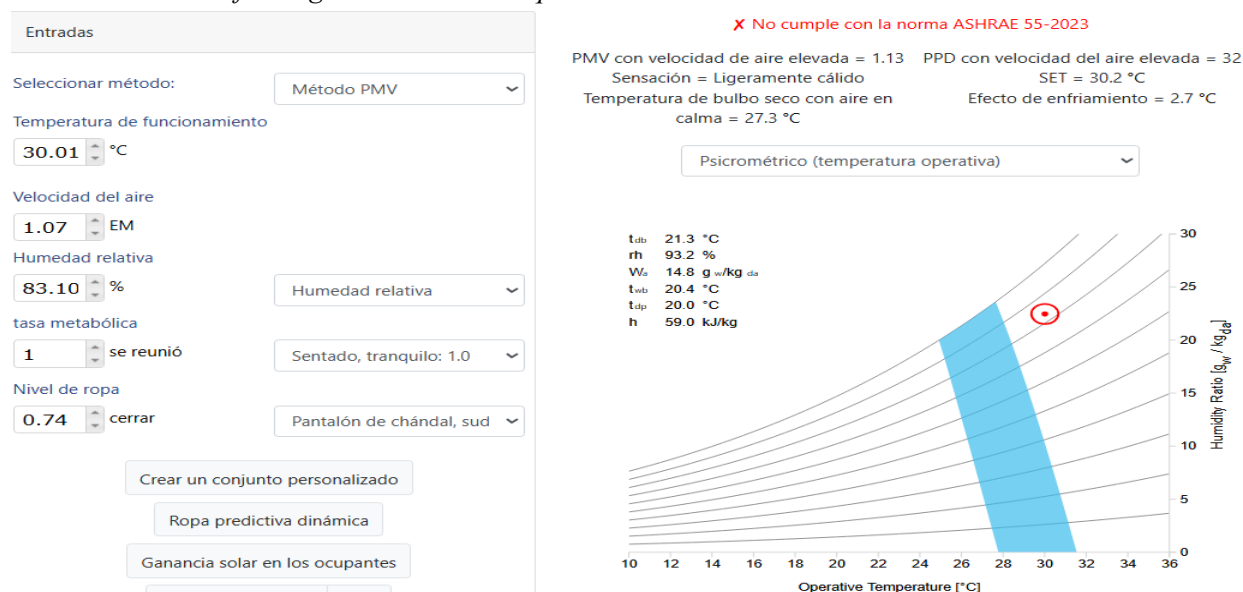 Entradas
Seleccionar método:
Método PMV
Temperatura de funcionamiento
30.01 °C
Velocidad del aire
1.07 EM
Humedad relativa
83.10 %
Humedad relativa
tasa metabólica
1 se reunió
Sentado, tranquilo: 1.0
Nivel de ropa
0.74 cerrar
Pantalón de chándal, sud
Crear un conjunto personalizado
Ropa predictiva dinámica
Ganancia solar en los ocupantes
✗ No cumple con la norma ASHRAE 55-2023
PMV con velocidad de aire elevada = 1.13 PPD con velocidad del aire elevada = 32
Sensación = Ligeramente cálido SET = 30.2 °C
Temperatura de bulbo seco con aire en Efecto de enfriamiento = 2.7 °C
calma = 27.3 °C
Psicrométrico (temperatura operativa)
tdb 21.3 °C
rh 93.2 %
Wa 14.8 g w/kg da
twb 20.4 °C
tdp 20.0 °C
h 59.0 kJ/kg
30
25
20
15
10
5
0
Humidity Ratio [gw / kgda]
10 12 14 16 18 20 22 24 26 28 30 32 34 36
Operative Temperature [°C]